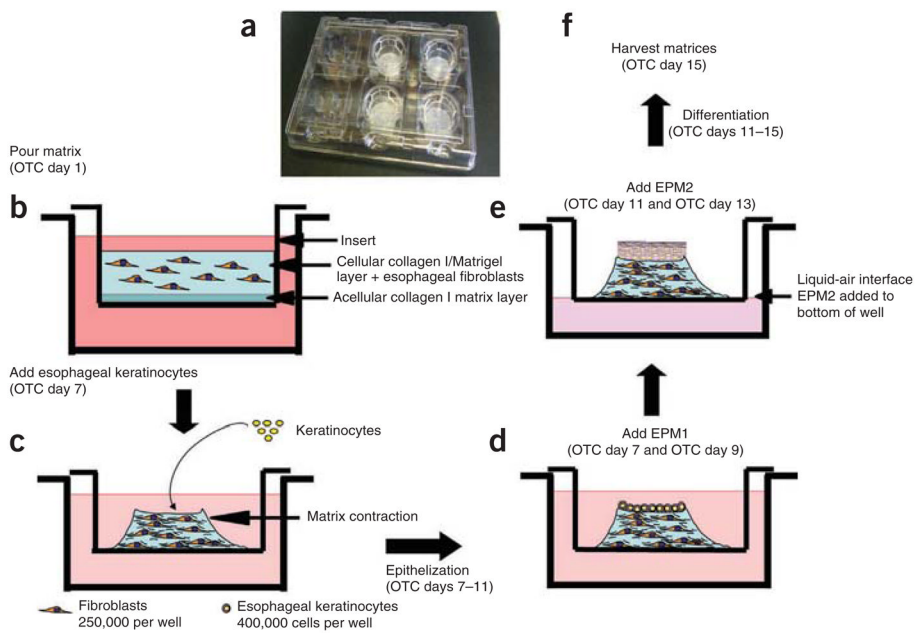 a
Pour matrix
(OTC day 1)
b
Insert
Cellular collagen I/Matrigel
layer + esophageal fibroblasts
Acellular collagen I matrix layer
Add esophageal keratinocytes
(OTC day 7)
c
Keratinocytes
Matrix contraction
Epithelization
(OTC days 7–11)
Fibroblasts
250,000 per well
Esophageal keratinocytes
400,000 cells per well
d
Add EPM1
(OTC day 7 and OTC day 9)
e
Add EPM2
(OTC day 11 and OTC day 13)
Liquid-air interface
EPM2 added to
bottom of well
f
Harvest matrices
(OTC day 15)
Differentiation
(OTC days 11–15)